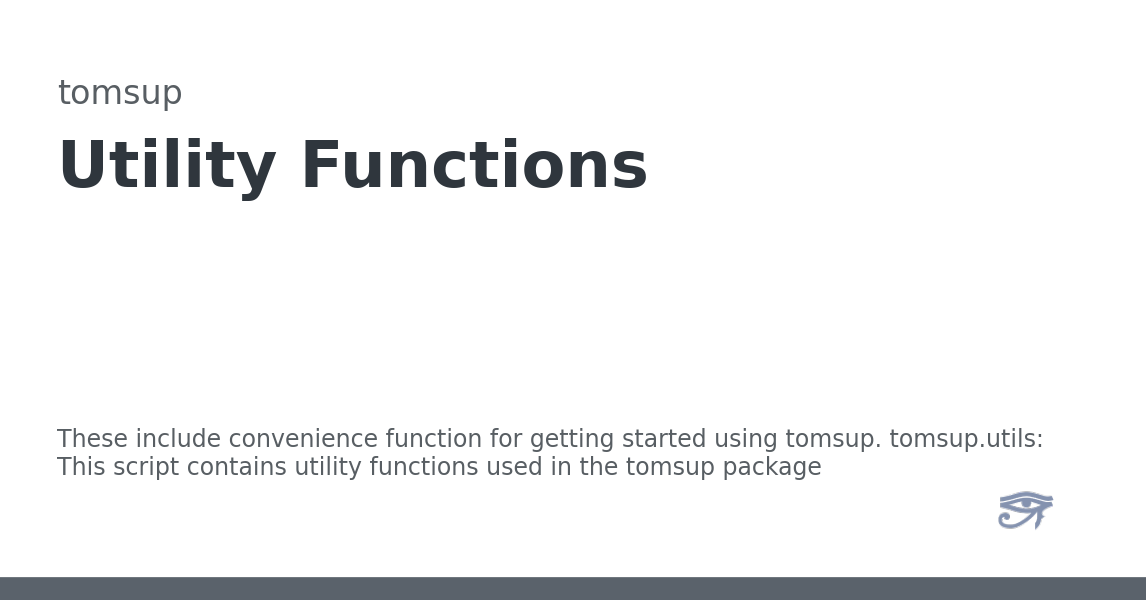 tomsup
Utility Functions
These include convenience function for getting started using tomsup. tomsup.utils:
This script contains utility functions used in the tomsup package